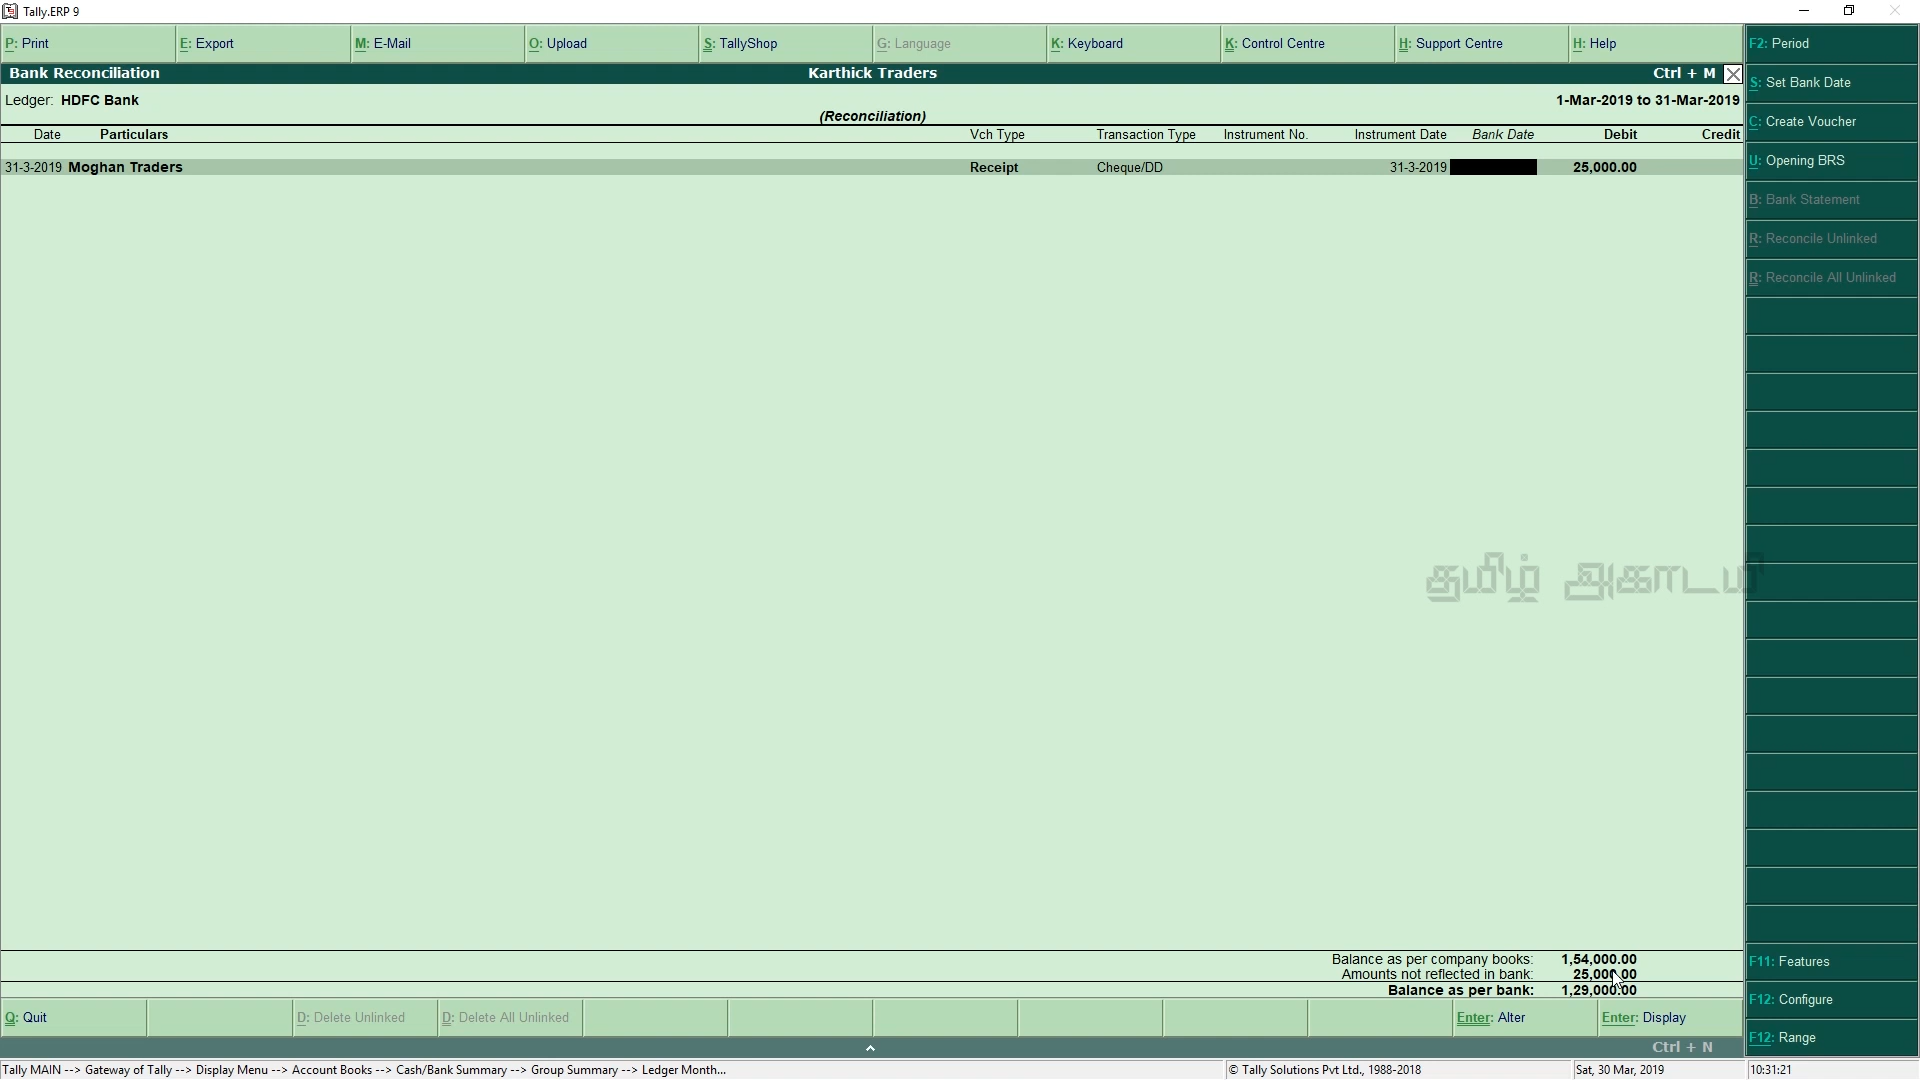 Tally.ERP 9
P: Print E: Export M: E-Mail O: Upload S: TallyShop G: Language K: Keyboard K: Control Centre H: Support Centre H: Help
Bank Reconciliation Karthick Traders Ctrl + M
Ledger: HDFC Bank 1-Mar-2019 to 31-Mar-2019
(Reconciliation)
Date Particulars Vch Type Transaction Type Instrument No. Instrument Date Bank Date Debit Credit
31-3-2019 Moghan Traders Receipt Cheque/DD 31-3-2019 25,000.00
தமிழ் அகாடமி
Balance as per company books: 1,54,000.00
Amounts not reflected in bank: 25,000.00
Balance as per bank: 1,29,000.00
Q: Quit D: Delete Unlinked D: Delete All Unlinked Enter: Alter Enter: Display
Ctrl + N
F2: Period
S: Set Bank Date
C: Create Voucher
U: Opening BRS
B: Bank Statement
R: Reconcile Unlinked
R: Reconcile All Unlinked
F11: Features
F12: Configure
F12: Range
Tally MAIN --> Gateway of Tally --> Display Menu --> Account Books --> Cash/Bank Summary --> Group Summary --> Ledger Month... © Tally Solutions Pvt Ltd., 1988-2018 Sat, 30 Mar, 2019 10:31:21